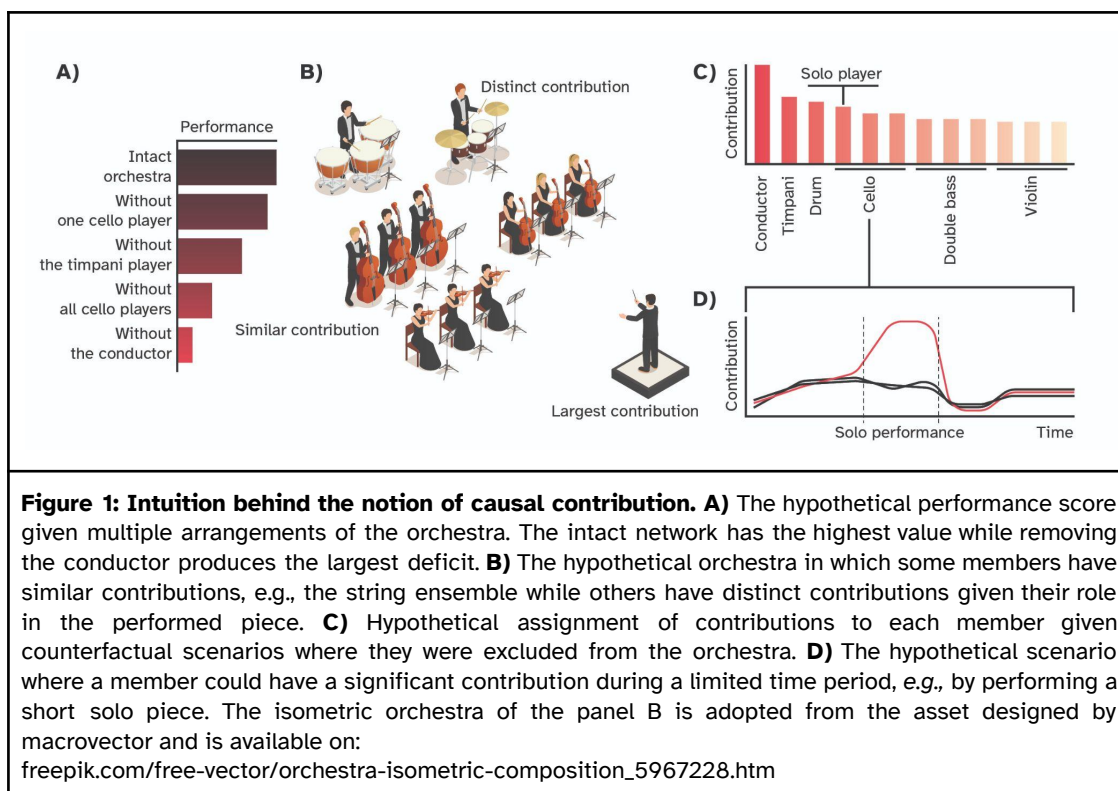 A)
Performance
Intact
orchestra
Without
one cello player
Without
the timpani player
Without
all cello players
Without
the conductor
B)
Distinct contribution
Similar contribution
Largest contribution
C)
Contribution
Solo player
Conductor
Timpani
Drum
Cello
Double bass
Violin
D)
Contribution
Solo performance
Time
Figure 1: Intuition behind the notion of causal contribution. A) The hypothetical performance score
given multiple arrangements of the orchestra. The intact network has the highest value while removing
the conductor produces the largest deficit. B) The hypothetical orchestra in which some members have
similar contributions, e.g., the string ensemble while others have distinct contributions given their role
in the performed piece. C) Hypothetical assignment of contributions to each member given
counterfactual scenarios where they were excluded from the orchestra. D) The hypothetical scenario
where a member could have a significant contribution during a limited time period, e.g., by performing a
short solo piece. The isometric orchestra of the panel B is adopted from the asset designed by
macrovector and is available on:
freepik.com/free-vector/orchestra-isometric-composition_5967228.htm